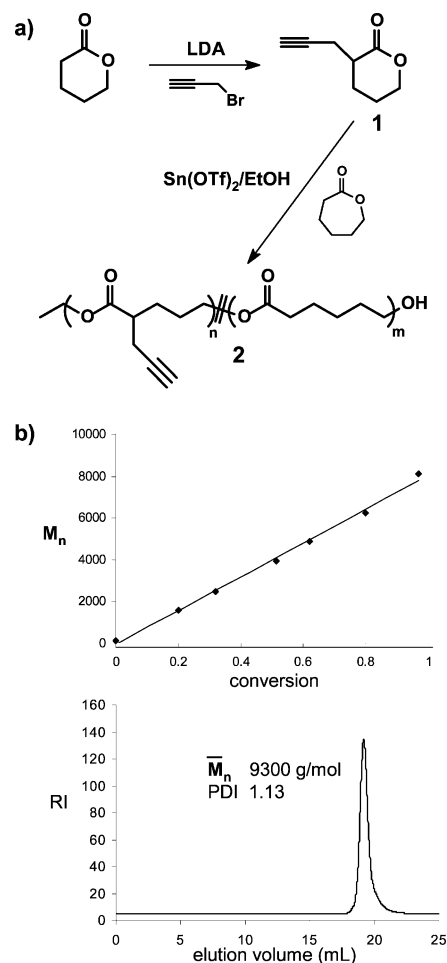 a)
O
O
LDA
Br
O
O
1
Sn(OTf)2/EtOH
O
O
O
O
n
O
O
OH
m
2
b)
10000
8000
6000
4000
2000
0
Mn
0 0.2 0.4 0.6 0.8 1
conversion
160
140
120
100
80
60
40
20
0
RI
Mn 9300 g/mol
PDI 1.13
0 5 10 15 20 25
elution volume (mL)